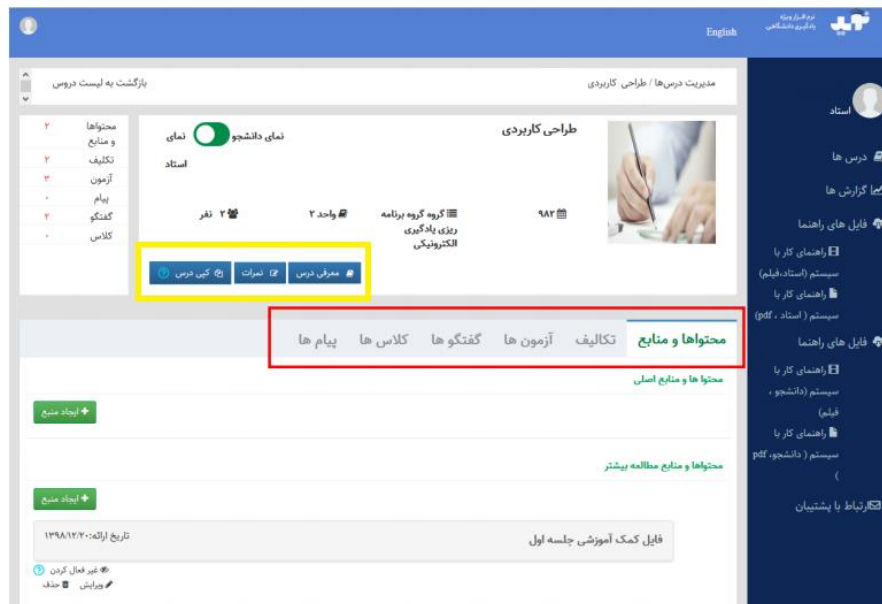 نرم افزار ویژه
یادگیری دانشگاهی
نوید
English
استاد
درس ها
گزارش ها
فایل های راهنما
راهنمای کار با
سیستم (استاد،فیلم)
راهنمای کار با
سیستم ( استاد ، pdf)
فایل های راهنما
راهنمای کار با
سیستم (دانشجو ،
فیلم)
راهنمای کار با
سیستم ( دانشجو، pdf
)
ارتباط با پشتیبان
مدیریت درس‌ها / طراحی کاربردی
بازگشت به لیست دروس
طراحی کاربردی
نمای دانشجو نمای
استاد
۹۸۲
گروه گروه برنامه
ریزی یادگیری
الکترونیکی
واحد ۲
۲ نفر
معرفی درس
نمرات
کپی درس ?
محتواها ۲
و منابع
تکلیف ۲
آزمون ۳
پیام ۰
گفتگو ۲
کلاس ۰
محتواها و منابع تکالیف آزمون ها گفتگو ها کلاس ها پیام ها
محتوا ها و منابع اصلی
+ ایجاد منبع
محتواها و منابع مطالعه بیشتر
+ ایجاد منبع
فایل کمک آموزشی جلسه اول
تاریخ ارائه:۱۳۹۸/۱۲/۲۰
غیر فعال کردن ?
ویرایش حذف